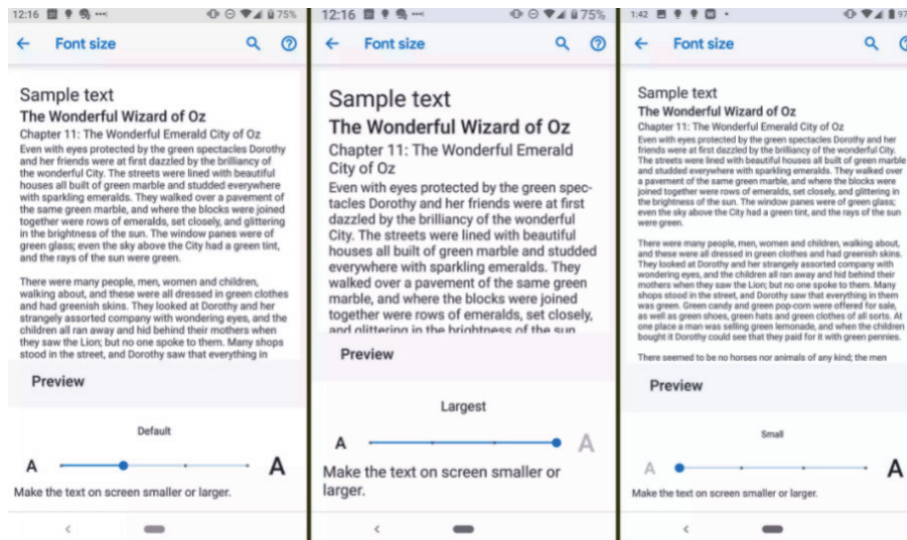 12:16
75%
Font size
Sample text
The Wonderful Wizard of Oz
Chapter 11: The Wonderful Emerald City of Oz
Even with eyes protected by the green spectacles Dorothy
and her friends were at first dazzled by the brilliancy of
the wonderful City. The streets were lined with beautiful
houses all built of green marble and studded everywhere
with sparkling emeralds. They walked over a pavement of
the same green marble, and where the blocks were joined
together were rows of emeralds, set closely, and glittering
in the brightness of the sun. The window panes were of
green glass; even the sky above the City had a green tint,
and the rays of the sun were green.
There were many people, men, women and children,
walking about, and these were all dressed in green clothes
and had greenish skins. They looked at Dorothy and her
strangely assorted company with wondering eyes, and the
children all ran away and hid behind their mothers when
they saw the Lion; but no one spoke to them. Many shops
stood in the street, and Dorothy saw that everything in
Preview
Default
A A
Make the text on screen smaller or larger.
12:16
75%
Font size
Sample text
The Wonderful Wizard of Oz
Chapter 11: The Wonderful Emerald
City of Oz
Even with eyes protected by the green spec-
tacles Dorothy and her friends were at first
dazzled by the brilliancy of the wonderful
City. The streets were lined with beautiful
houses all built of green marble and studded
everywhere with sparkling emeralds. They
walked over a pavement of the same green
marble, and where the blocks were joined
together were rows of emeralds, set closely,
and glittering in the brightness of the sun
Preview
Largest
A A
Make the text on screen smaller or
larger.
1:42
97
Font size
Sample text
The Wonderful Wizard of Oz
Chapter 11: The Wonderful Emerald City of Oz
Even with eyes protected by the green spectacles Dorothy and her
friends were at first dazzled by the brilliancy of the wonderful City.
The streets were lined with beautiful houses all built of green marble
and studded everywhere with sparkling emeralds. They walked over
a pavement of the same green marble, and where the blocks were
joined together were rows of emeralds, set closely, and glittering in
the brightness of the sun. The window panes were of green glass;
even the sky above the City had a green tint, and the rays of the sun
were green.
There were many people, men, women and children, walking about,
and these were all dressed in green clothes and had greenish skins.
They looked at Dorothy and her strangely assorted company with
wondering eyes, and the children all ran away and hid behind their
mothers when they saw the Lion; but no one spoke to them. Many
shops stood in the street, and Dorothy saw that everything in them
was green. Green candy and green pop-corn were offered for sale,
as well as green shoes, green hats and green clothes of all sorts. At
one place a man was selling green lemonade, and when the children
bought it Dorothy could see that they paid for it with green pennies.
There seemed to be no horses nor animals of any kind; the men
Preview
Small
A A
Make the text on screen smaller or larger.